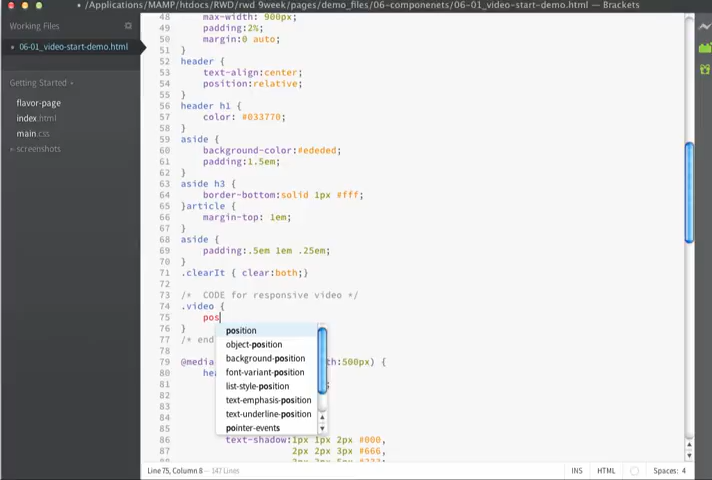 • /Applications/MAMP/htdocs/RWD/rwd 9week/pages/demo_files/06-componenets/06-01_video-start-demo.html — Brackets
Working Files
• 06-01_video-start-demo.html
Getting Started
flavor-page
index.html
main.css
screenshots
48 max-width: 900px;
49 padding:2%;
50 margin:0 auto;
51 }
52 header {
53 text-align:center;
54 position:relative;
55 }
56 header h1 {
57 color: #033770;
58 }
59 aside {
60 background-color:#ededed;
61 padding:1.5em;
62 }
63 aside h3 {
64 border-bottom:solid 1px #fff;
65 }article {
66 margin-top: 1em;
67 }
68 aside {
69 padding:.5em 1em .25em;
70 }
71 .clearIt { clear:both;}
72
73 /* CODE for responsive video */
74 .video {
75 pos
76 }
77 /* end
78
79 @media th:500px) {
80 hea
81 ;
82
83
84
85
86 text-shadow:1px 1px 2px #000,
87 2px 2px 3px #666,
position
object-position
background-position
font-variant-position
list-style-position
text-emphasis-position
text-underline-position
pointer-events
Line 75, Column 8 — 147 Lines
INS HTML Spaces: 4